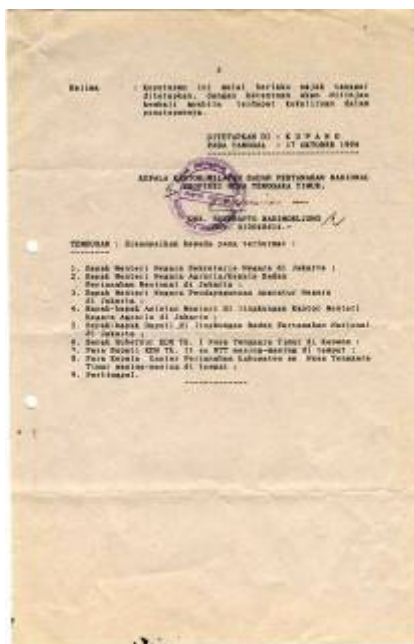 Kelima : Keputusan ini mulai berlaku sejak tanggal
ditetapkan, dengan ketentuan akan ditinjau
kembali apabila terdapat kekeliruan dalam
penetapannya.
DITETAPKAN DI : K U P A N G
PADA TANGGAL : 17 OKTOBER 1994
KEPALA KANTOR WILAYAH BADAN PERTANAHAN NASIONAL
PROPINSI NUSA TENGGARA TIMUR,
TEMBUSAN : Disampaikan kepada yang terhormat :
1. Bapak Menteri Negara Sekretaris Negara di Jakarta ;
2. Bapak Menteri Negara Agraria/Kepala Badan
Pertanahan Nasional di Jakarta ;
3. Bapak Menteri Negara Pendayagunaan Aparatur Negara
di Jakarta ;
4. Bapak-bapak Asisten Menteri di lingkungan Kantor Menteri
Negara Agraria di Jakarta ;
5. Bapak-bapak Deputi di lingkungan Badan Pertanahan Nasional
di Jakarta ;
6. Bapak Gubernur KDH Tk. I Nusa Tenggara Timur di Kupang ;
7. Para Bupati KDH Tk. II se NTT masing-masing di tempat ;
8. Para Kepala Kantor Pertanahan Kabupaten se Nusa Tenggara
Timur masing-masing di tempat ;
9. Pertinggal.